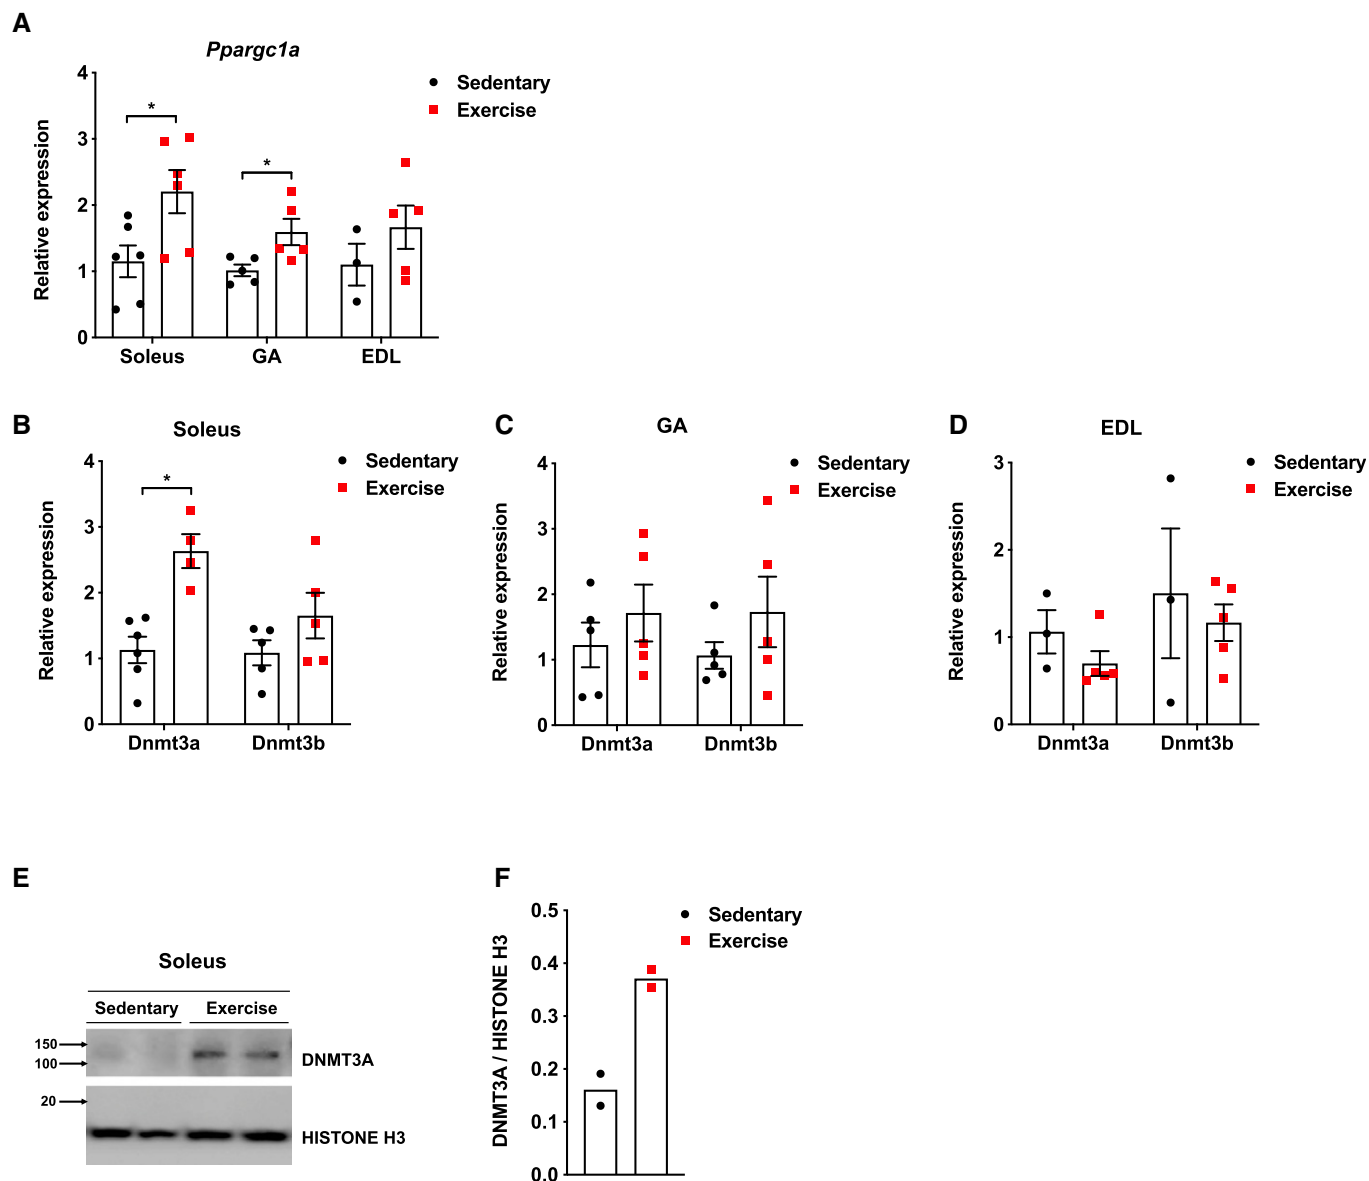 A
Ppargc1a
Sedentary
Exercise
Relative expression
4
3
2
1
0
*
*
Soleus
GA
EDL
B
Soleus
Sedentary
Exercise
Relative expression
4
3
2
1
0
*
Dnmt3a
Dnmt3b
C
GA
Sedentary
Exercise
Relative expression
4
3
2
1
0
Dnmt3a
Dnmt3b
D
EDL
Sedentary
Exercise
Relative expression
3
2
1
0
Dnmt3a
Dnmt3b
E
Soleus
Sedentary
Exercise
150
100
DNMT3A
20
HISTONE H3
F
Sedentary
Exercise
DNMT3A / HISTONE H3
0.5
0.4
0.3
0.2
0.1
0.0